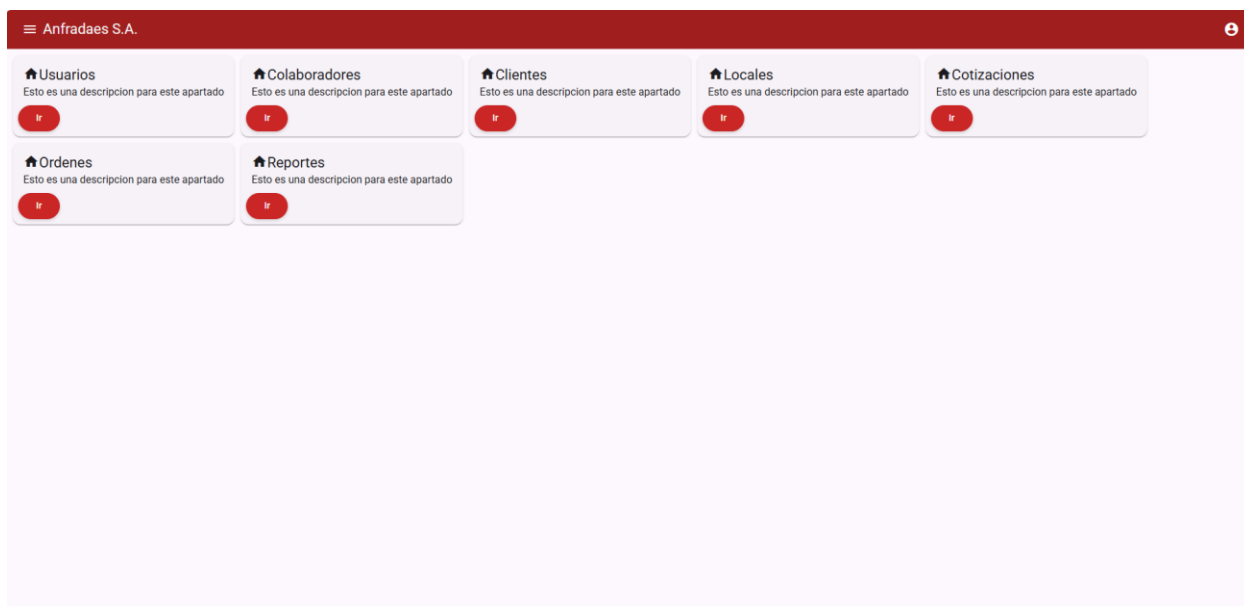 Anfradaes S.A.
Usuarios
Esto es una descripcion para este apartado
Ir
Colaboradores
Esto es una descripcion para este apartado
Ir
Clientes
Esto es una descripcion para este apartado
Ir
Locales
Esto es una descripcion para este apartado
Ir
Cotizaciones
Esto es una descripcion para este apartado
Ir
Ordenes
Esto es una descripcion para este apartado
Ir
Reportes
Esto es una descripcion para este apartado
Ir